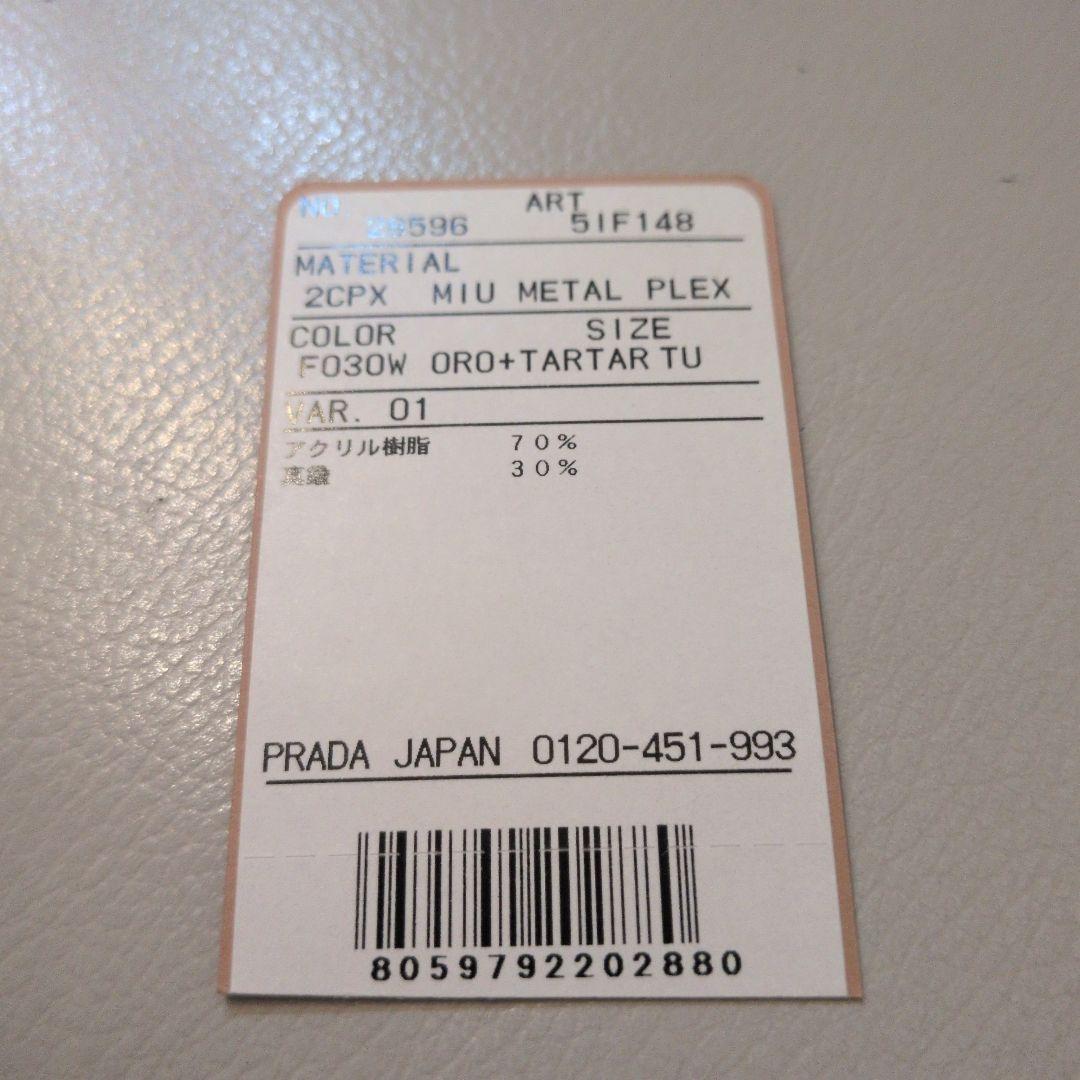 NO. ART
29596 5IF148
MATERIAL
2CPX MIU METAL PLEX
COLOR SIZE
F030W ORO+TARTAR TU
VAR. 01
アクリル樹脂 70%
真鍮 30%
PRADA JAPAN 0120-451-993
8059792202880